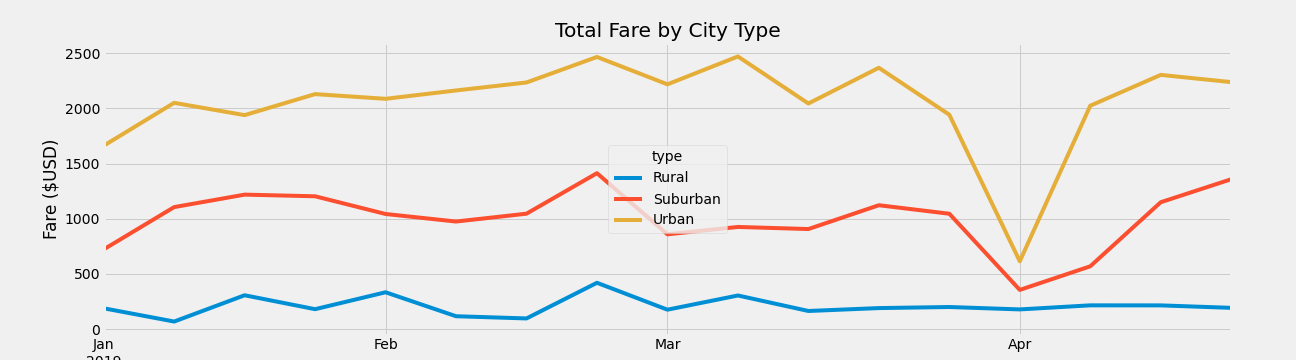 Total Fare by City Type
Fare ($USD)
2500
2000
1500
1000
500
0
type
Rural
Suburban
Urban
Jan Feb Mar Apr
2019